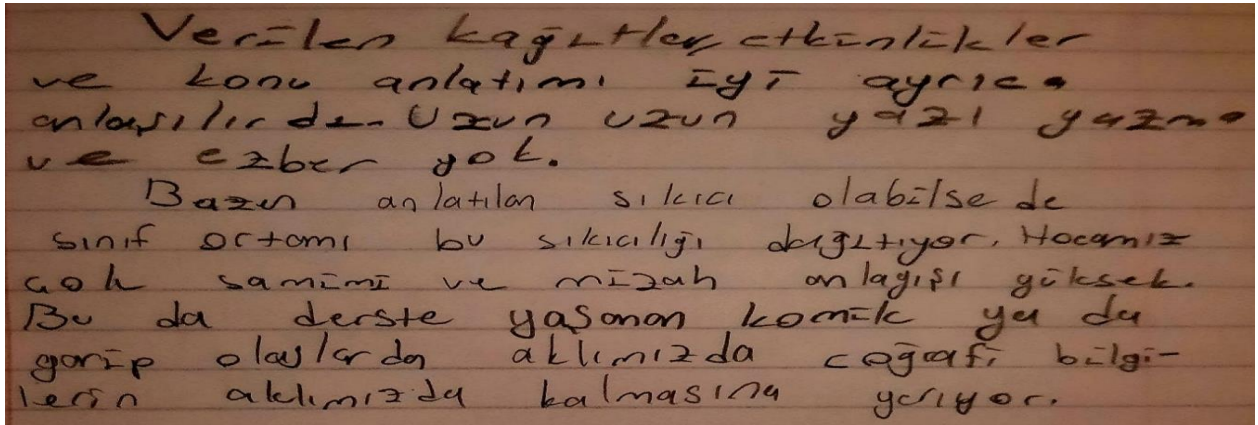 Verilen kağıtlar, etkinlikler
ve konu anlatımı iyi ayrıca
anlaşılırdı. Uzun uzun yazı yazma
ve ezber yok.
Bazen anlatılan sıkıcı olabilse de
sınıf ortamı bu sıkıcılığı dağıtıyor. Hocamız
çok samimi ve mizah anlayışı yüksek.
Bu da derste yaşanan komik ya da
garip olaylarda aklımızda coğrafi bilgi-
lerin aklımızda kalmasına yarıyor.